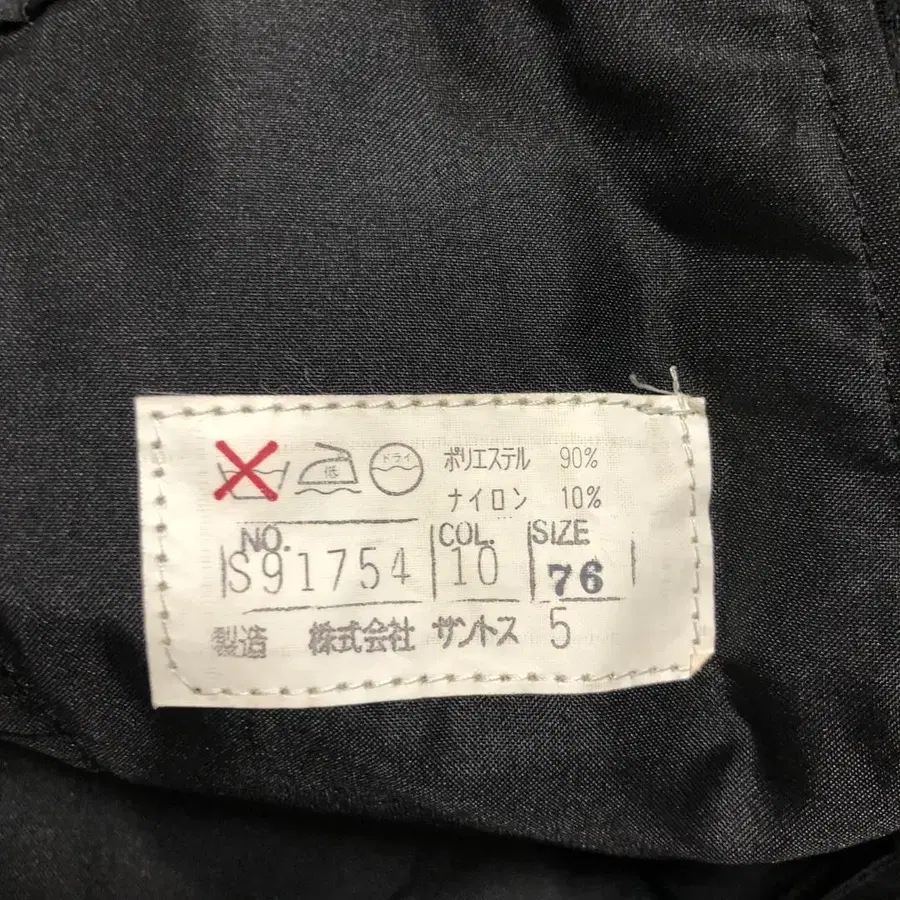 低 ドライ ポリエステル 90%
ナイロン 10%
NO. COL. SIZE
S91754 10 76
製造 株式会社 サントス 5